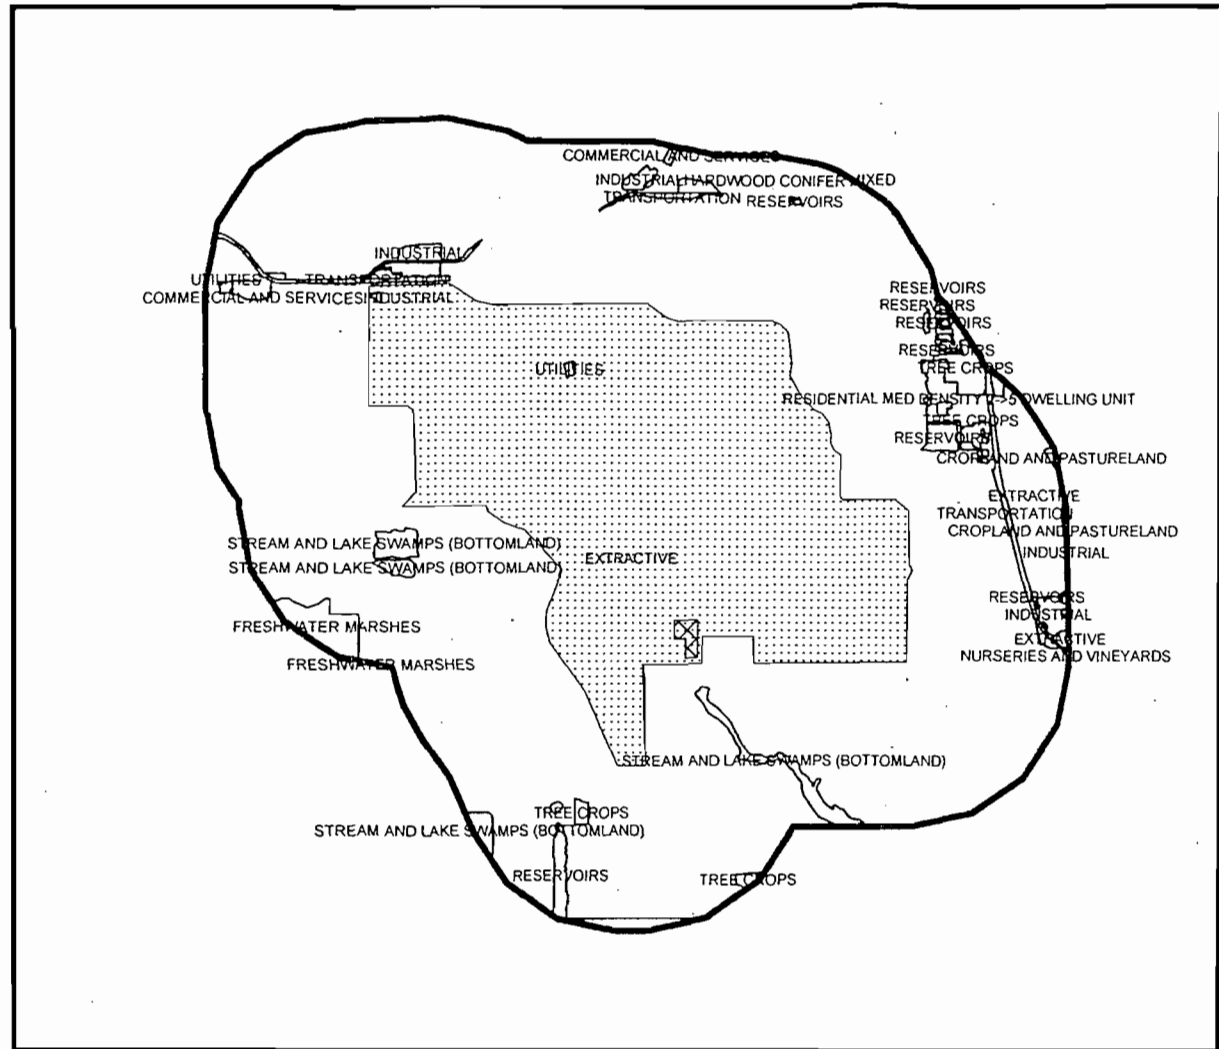 COMMERCIAL AND SERVICES
INDUSTRIAL HARDWOOD CONIFER MIXED
TRANSPORTATION RESERVOIRS
INDUSTRIAL
UTILITIES TRANSPORTATION
COMMERCIAL AND SERVICES INDUSTRIAL
RESERVOIRS
RESERVOIRS
RESERVOIRS
RESERVOIRS
TREE CROPS
UTILITIES
RESIDENTIAL MED DENSITY 2->5 DWELLING UNIT
TREE CROPS
RESERVOIRS
CROPLAND AND PASTURELAND
EXTRACTIVE
TRANSPORTATION
CROPLAND AND PASTURELAND
INDUSTRIAL
STREAM AND LAKE SWAMPS (BOTTOMLAND)
EXTRACTIVE
STREAM AND LAKE SWAMPS (BOTTOMLAND)
RESERVOIRS
INDUSTRIAL
FRESHWATER MARSHES
EXTRACTIVE
NURSERIES AND VINEYARDS
FRESHWATER MARSHES
STREAM AND LAKE SWAMPS (BOTTOMLAND)
TREE CROPS
STREAM AND LAKE SWAMPS (BOTTOMLAND)
RESERVOIRS
TREE CROPS